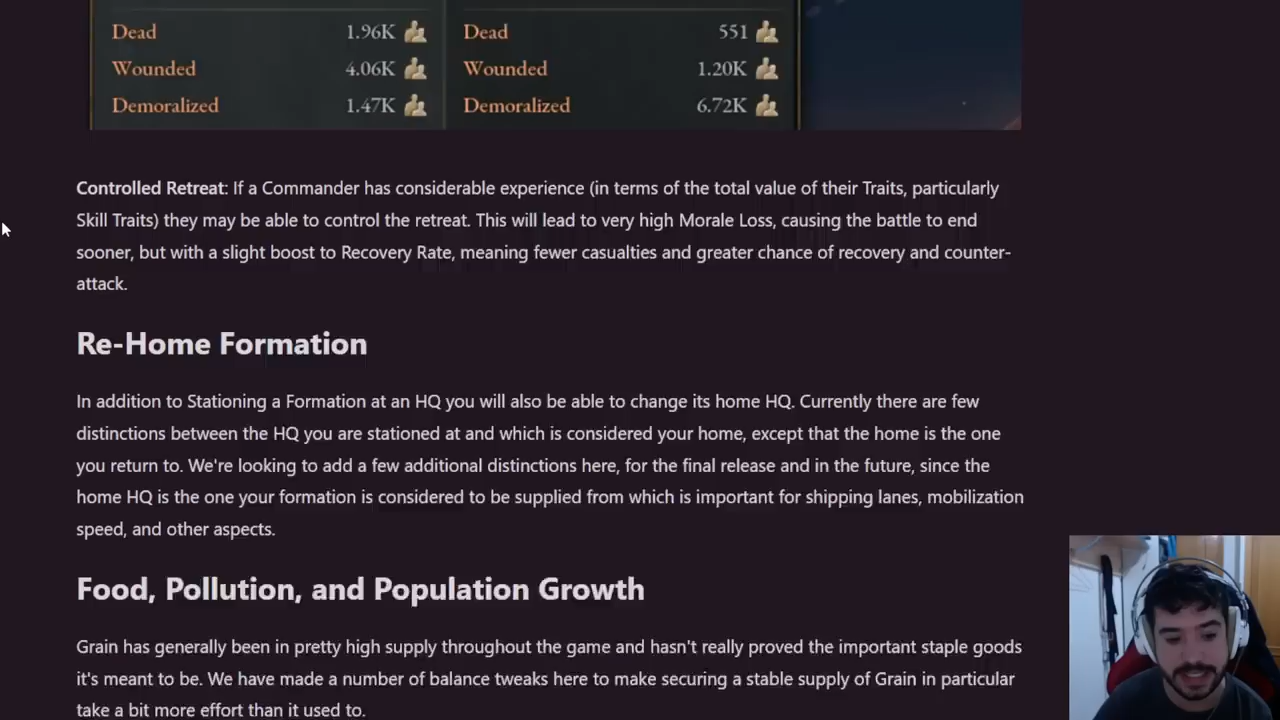 Dead 1.96K Dead 551
Wounded 4.06K Wounded 1.20K
Demoralized 1.47K Demoralized 6.72K
Controlled Retreat: If a Commander has considerable experience (in terms of the total value of their Traits, particularly
Skill Traits) they may be able to control the retreat. This will lead to very high Morale Loss, causing the battle to end
sooner, but with a slight boost to Recovery Rate, meaning fewer casualties and greater chance of recovery and counter-
attack.
Re-Home Formation
In addition to Stationing a Formation at an HQ you will also be able to change its home HQ. Currently there are few
distinctions between the HQ you are stationed at and which is considered your home, except that the home is the one
you return to. We're looking to add a few additional distinctions here, for the final release and in the future, since the
home HQ is the one your formation is considered to be supplied from which is important for shipping lanes, mobilization
speed, and other aspects.
Food, Pollution, and Population Growth
Grain has generally been in pretty high supply throughout the game and hasn't really proved the important staple goods
it's meant to be. We have made a number of balance tweaks here to make securing a stable supply of Grain in particular
take a bit more effort than it used to.